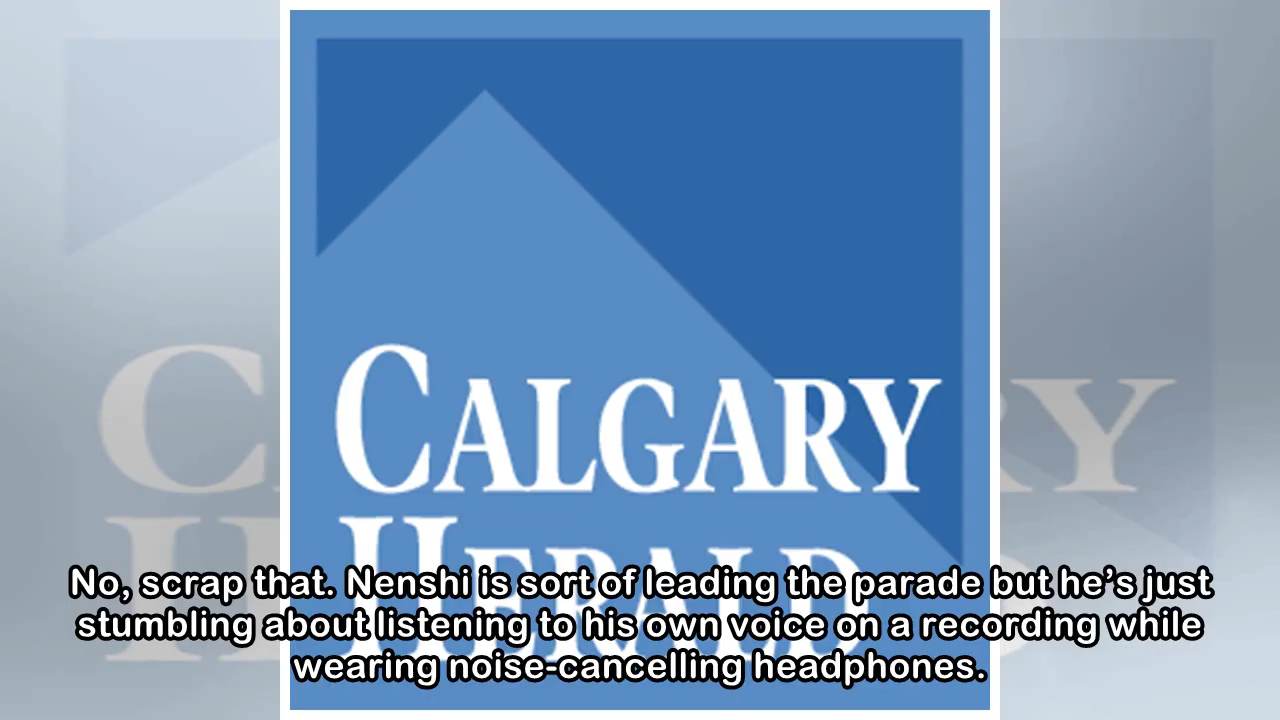 CALGARY
HERALD
No, scrap that. Nenshi is sort of leading the parade but he’s just
stumbling about listening to his own voice on a recording while
wearing noise-cancelling headphones.